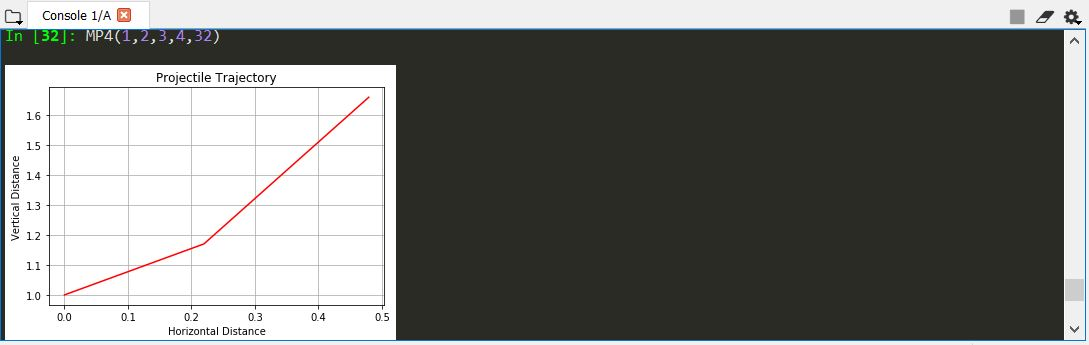 Console 1/A
In [32]: MP4(1,2,3,4,32)
Projectile Trajectory
Vertical Distance
1.6
1.5
1.4
1.3
1.2
1.1
1.0
0.0 0.1 0.2 0.3 0.4 0.5
Horizontal Distance